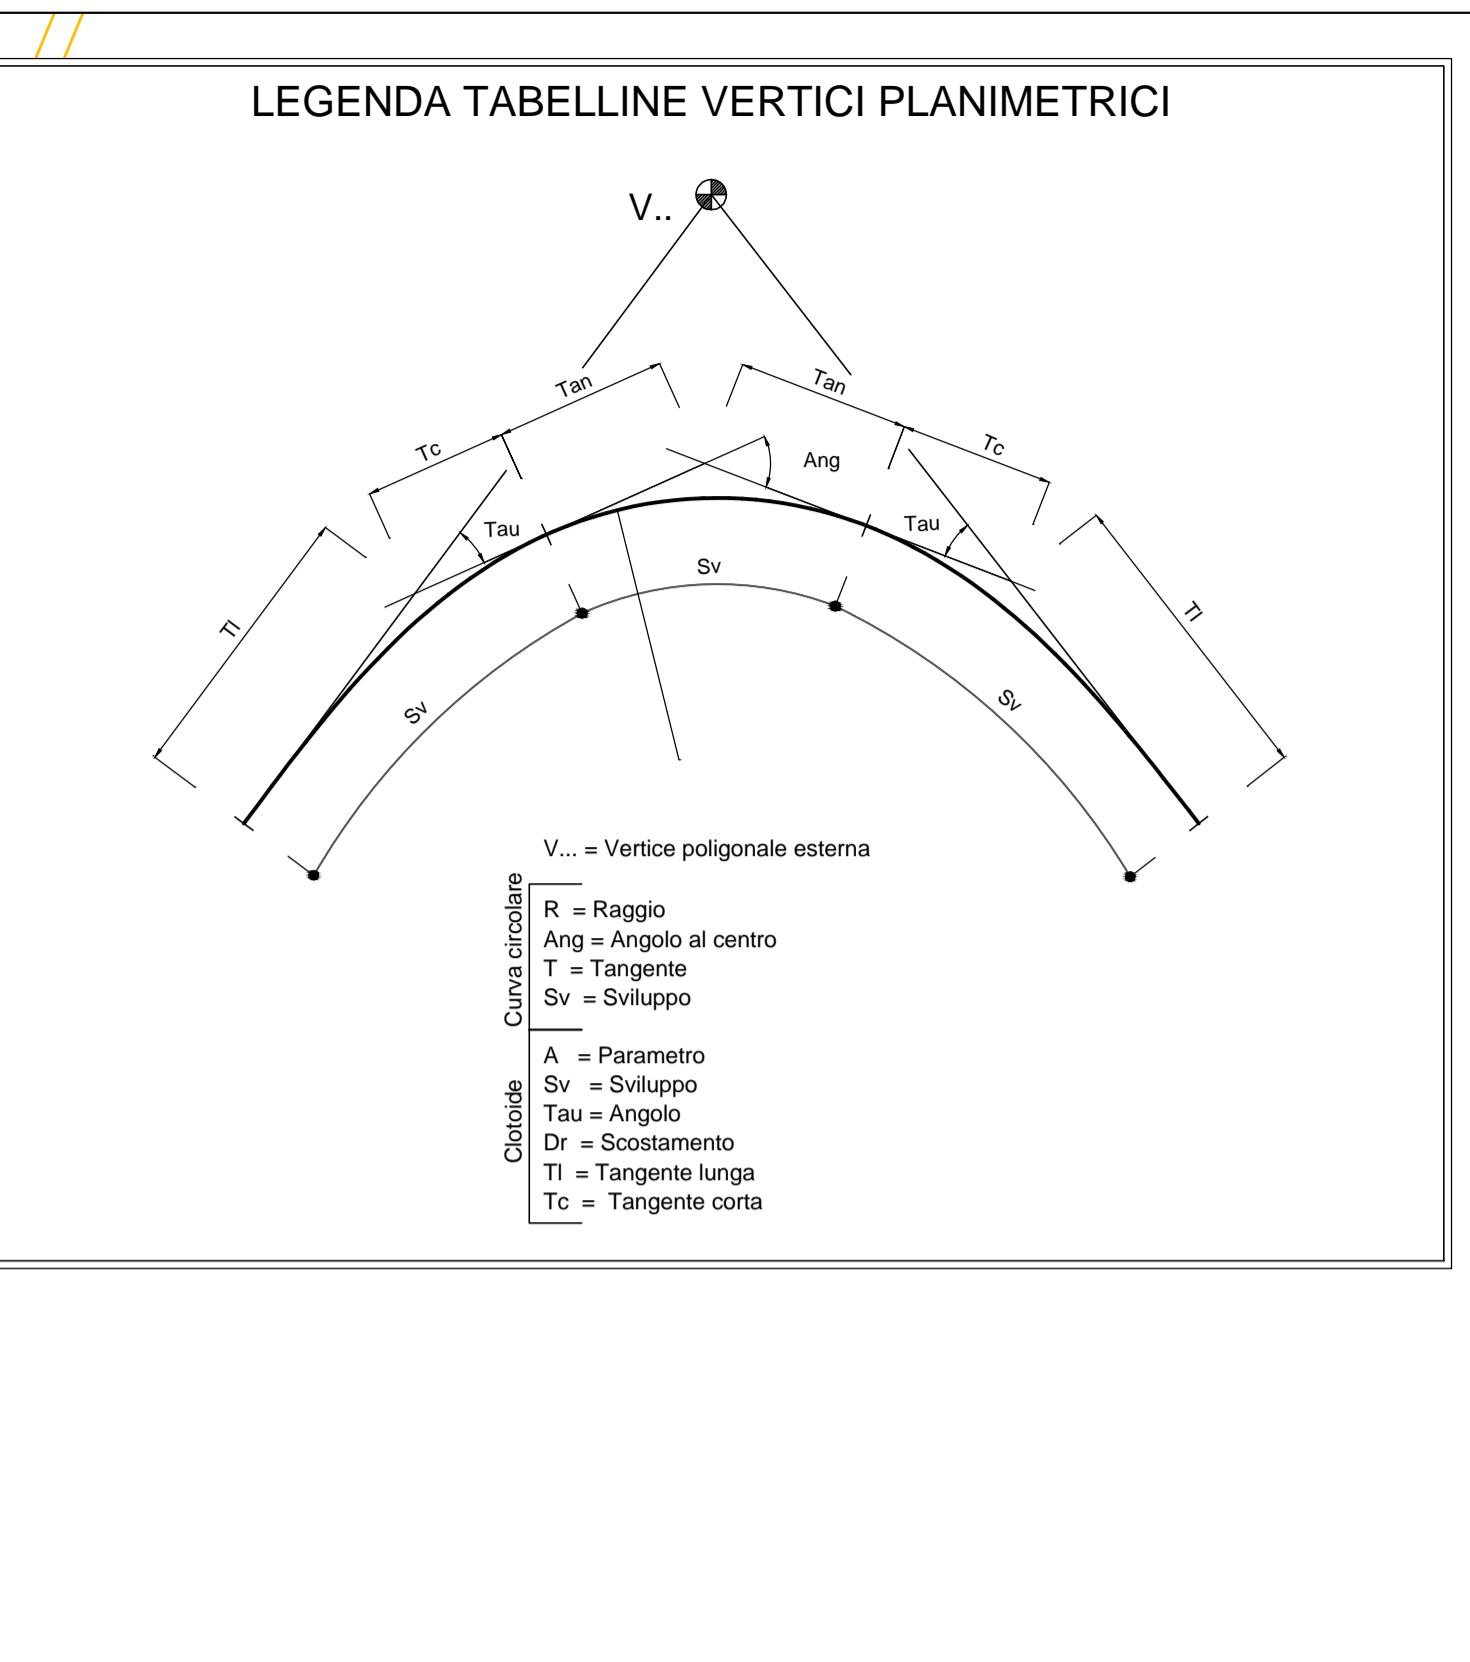 LEGENDA TABELLINE VERTICI PLANIMETRICI
V..
Tan
Tan
Tc
Tc
Ang
Tau
Tau
Sv
Tl
Tl
Sv
Sv
V... = Vertice poligonale esterna
Curva circolare
R = Raggio
Ang = Angolo al centro
T = Tangente
Sv = Sviluppo
Clotoide
A = Parametro
Sv = Sviluppo
Tau = Angolo
Dr = Scostamento
Tl = Tangente lunga
Tc = Tangente corta